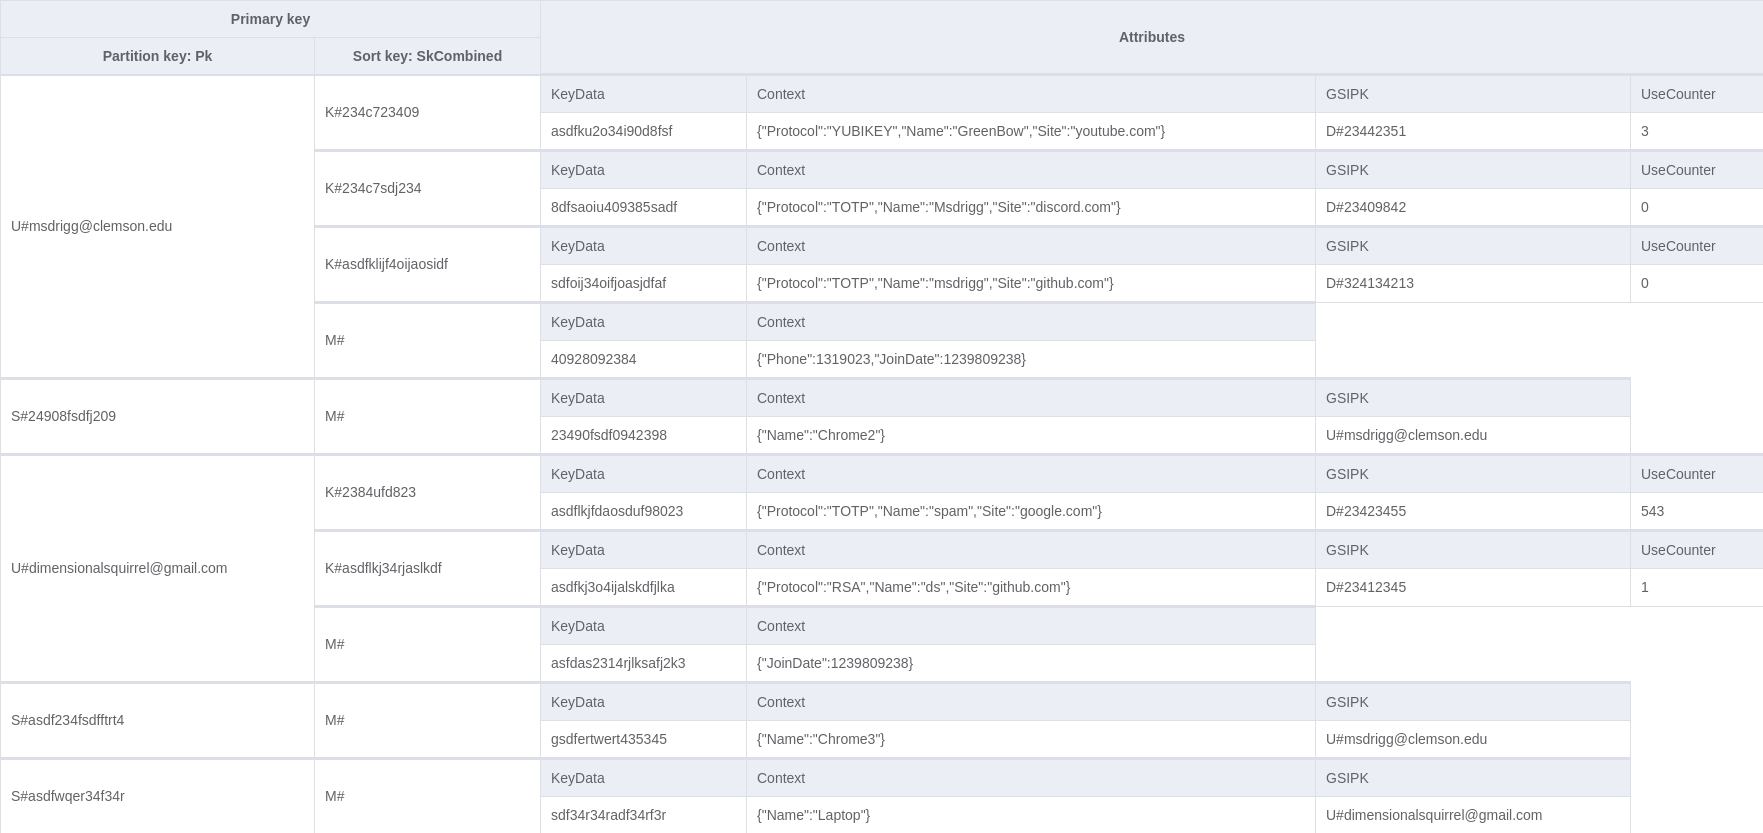 Primary key
Attributes
Partition key: Pk Sort key: SkCombined
KeyData Context GSIPK UseCounter
K#234c723409
asdfku2o34i90d8fsf {"Protocol":"YUBIKEY","Name":"GreenBow","Site":"youtube.com"} D#23442351 3
KeyData Context GSIPK UseCounter
K#234c7sdj234
8dfsaoiu409385sadf {"Protocol":"TOTP","Name":"Msdrigg","Site":"discord.com"} D#23409842 0
U#msdrigg@clemson.edu
KeyData Context GSIPK UseCounter
K#asdfklijf4oijaosidf
sdfoij34oifjoasjdfaf {"Protocol":"TOTP","Name":"msdrigg","Site":"github.com"} D#324134213 0
KeyData Context
M#
40928092384 {"Phone":1319023,"JoinDate":1239809238}
KeyData Context GSIPK
S#24908fsdfj209 M#
23490fsdf0942398 {"Name":"Chrome2"} U#msdrigg@clemson.edu
KeyData Context GSIPK UseCounter
K#2384ufd823
asdflkjfdaosduf98023 {"Protocol":"TOTP","Name":"spam","Site":"google.com"} D#23423455 543
KeyData Context GSIPK UseCounter
U#dimensionalsquirrel@gmail.com K#asdflkj34rjaslkdf
asdfkj3o4ijalskdfjlka {"Protocol":"RSA","Name":"ds","Site":"github.com"} D#23412345 1
KeyData Context
M#
asfdas2314rjlksafj2k3 {"JoinDate":1239809238}
KeyData Context GSIPK
S#asdf234fsdfftrt4 M#
gsdfertwert435345 {"Name":"Chrome3"} U#msdrigg@clemson.edu
KeyData Context GSIPK
S#asdfwqer34f34r M#
sdf34r34radf34rf3r {"Name":"Laptop"} U#dimensionalsquirrel@gmail.com